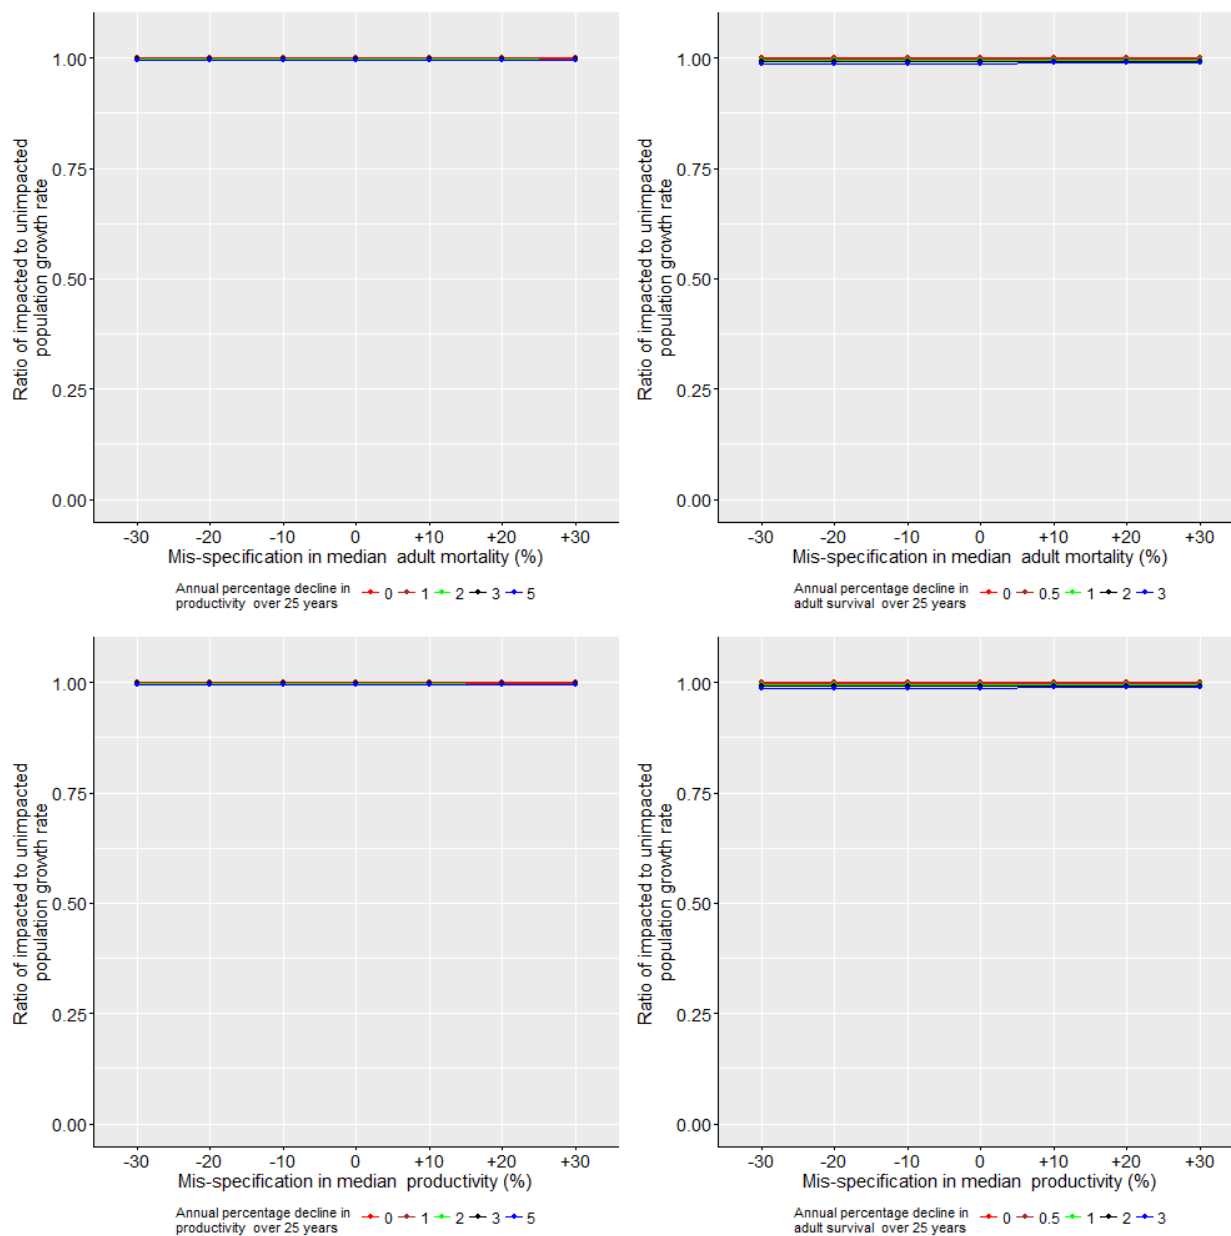 1.00
0.75
0.50
0.25
0.00
Ratio of impacted to unimpacted
population growth rate
-30 -20 -10 0 +10 +20 +30
Mis-specification in median adult mortality (%)
Annual percentage decline in
productivity over 25 years
0 1 2 3 5
1.00
0.75
0.50
0.25
0.00
Ratio of impacted to unimpacted
population growth rate
-30 -20 -10 0 +10 +20 +30
Mis-specification in median adult mortality (%)
Annual percentage decline in
adult survival over 25 years
0 0.5 1 2 3
1.00
0.75
0.50
0.25
0.00
Ratio of impacted to unimpacted
population growth rate
-30 -20 -10 0 +10 +20 +30
Mis-specification in median productivity (%)
Annual percentage decline in
productivity over 25 years
0 1 2 3 5
1.00
0.75
0.50
0.25
0.00
Ratio of impacted to unimpacted
population growth rate
-30 -20 -10 0 +10 +20 +30
Mis-specification in median productivity (%)
Annual percentage decline in
adult survival over 25 years
0 0.5 1 2 3